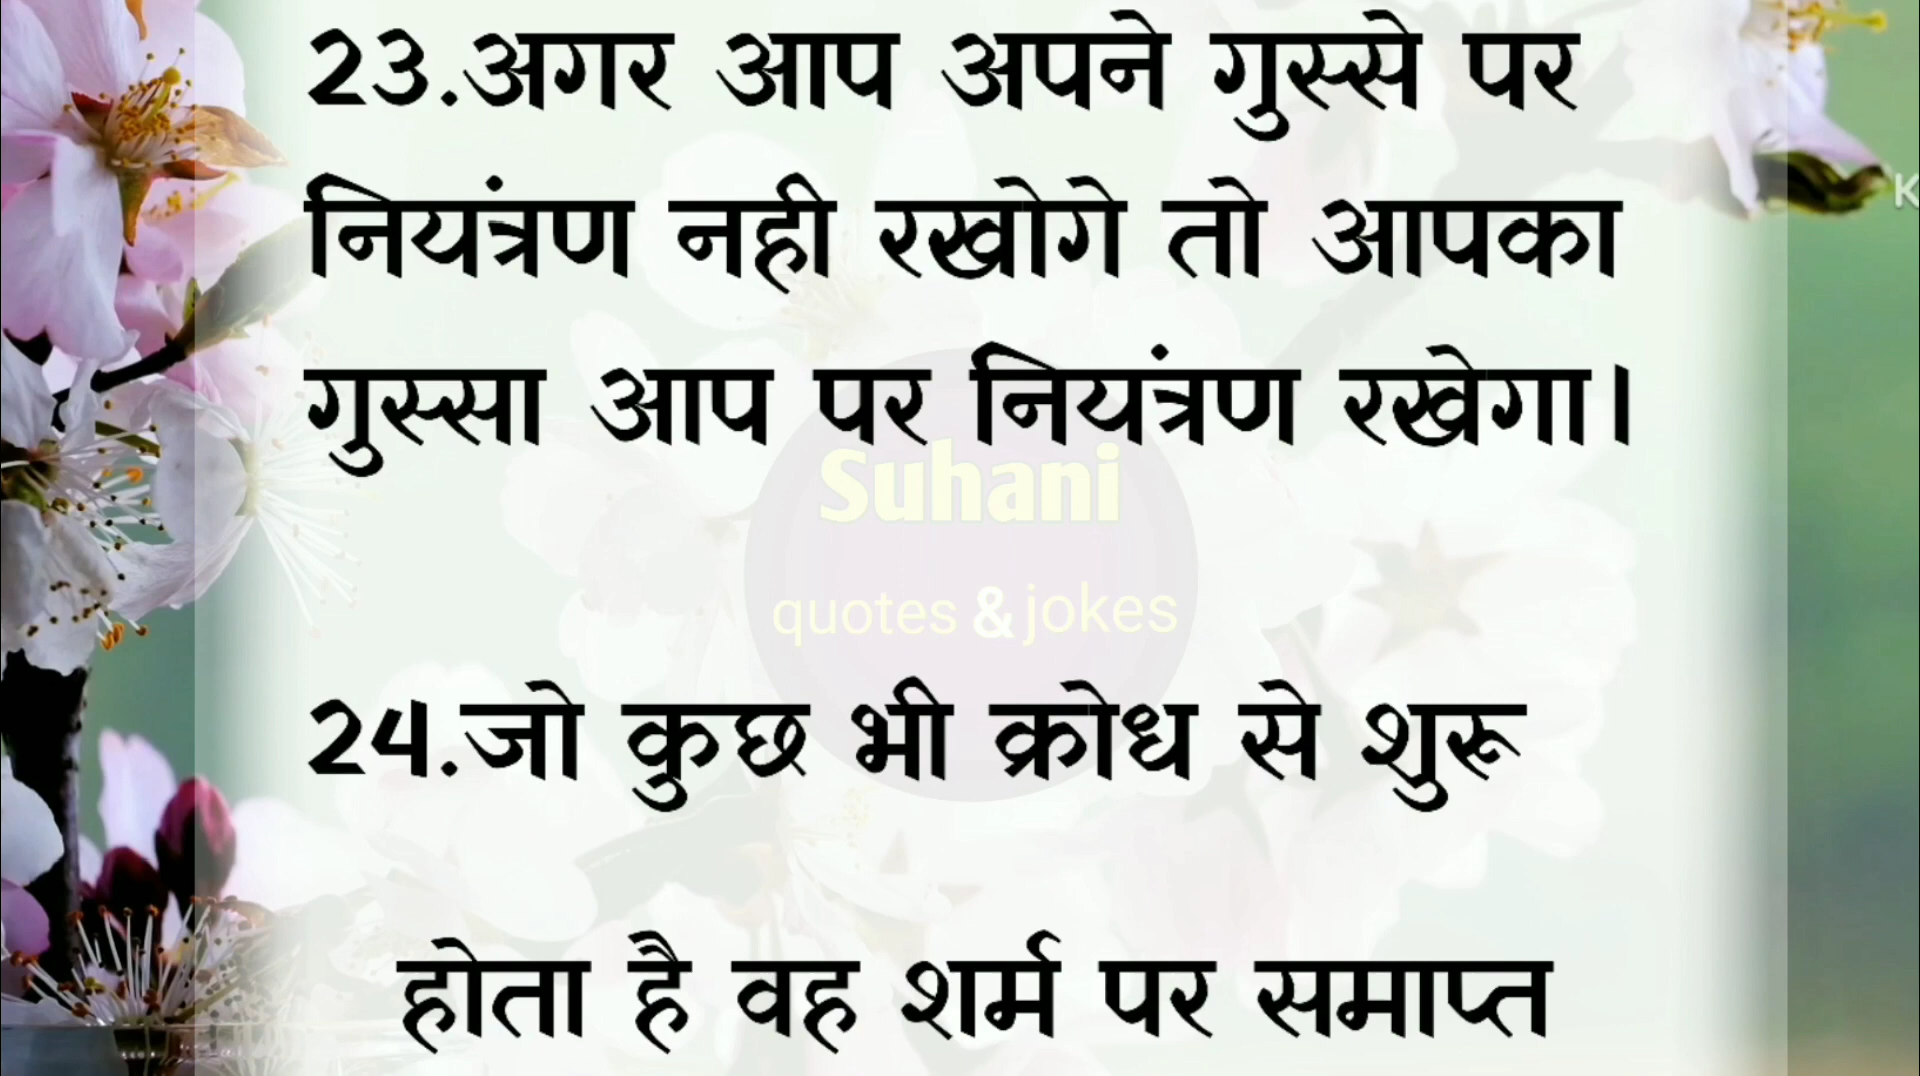 23.अगर आप अपने गुस्से पर
नियंत्रण नही रखोगे तो आपका
गुस्सा आप पर नियंत्रण रखेगा।
Suhani
quotes & jokes
24.जो कुछ भी क्रोध से शुरू
होता है वह शर्म पर समाप्त